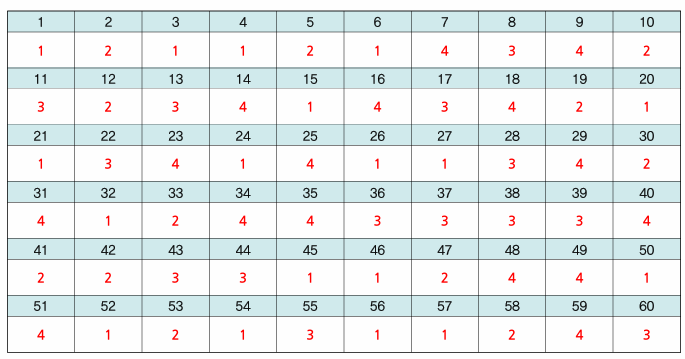 1 2 3 4 5 6 7 8 9 10
1 2 1 1 2 1 4 3 4 2
11 12 13 14 15 16 17 18 19 20
3 2 3 4 1 4 3 4 2 1
21 22 23 24 25 26 27 28 29 30
1 3 4 1 4 1 1 3 4 2
31 32 33 34 35 36 37 38 39 40
4 1 2 4 4 3 3 3 3 4
41 42 43 44 45 46 47 48 49 50
2 2 3 3 1 1 2 4 4 1
51 52 53 54 55 56 57 58 59 60
4 1 2 1 3 1 1 2 4 3